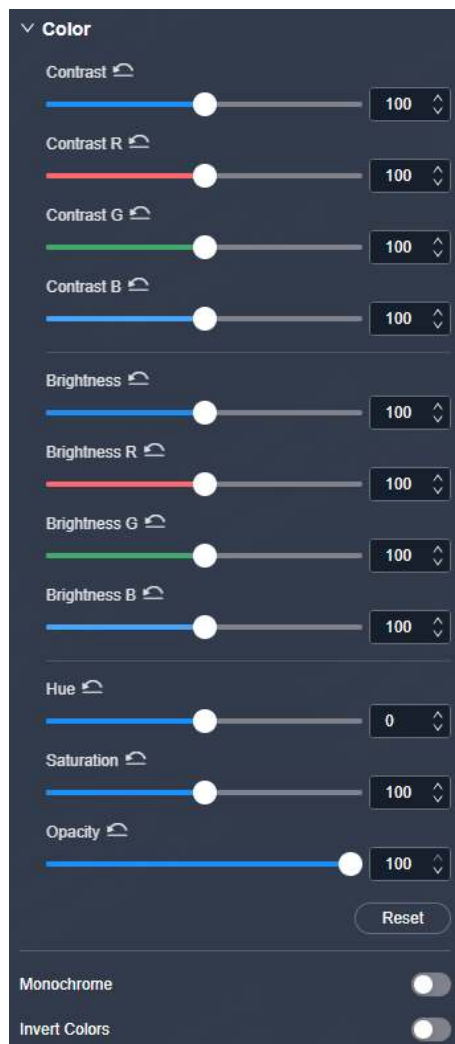 Color
Contrast
100
Contrast R
100
Contrast G
100
Contrast B
100
Brightness
100
Brightness R
100
Brightness G
100
Brightness B
100
Hue
0
Saturation
100
Opacity
100
Reset
Monochrome
Invert Colors